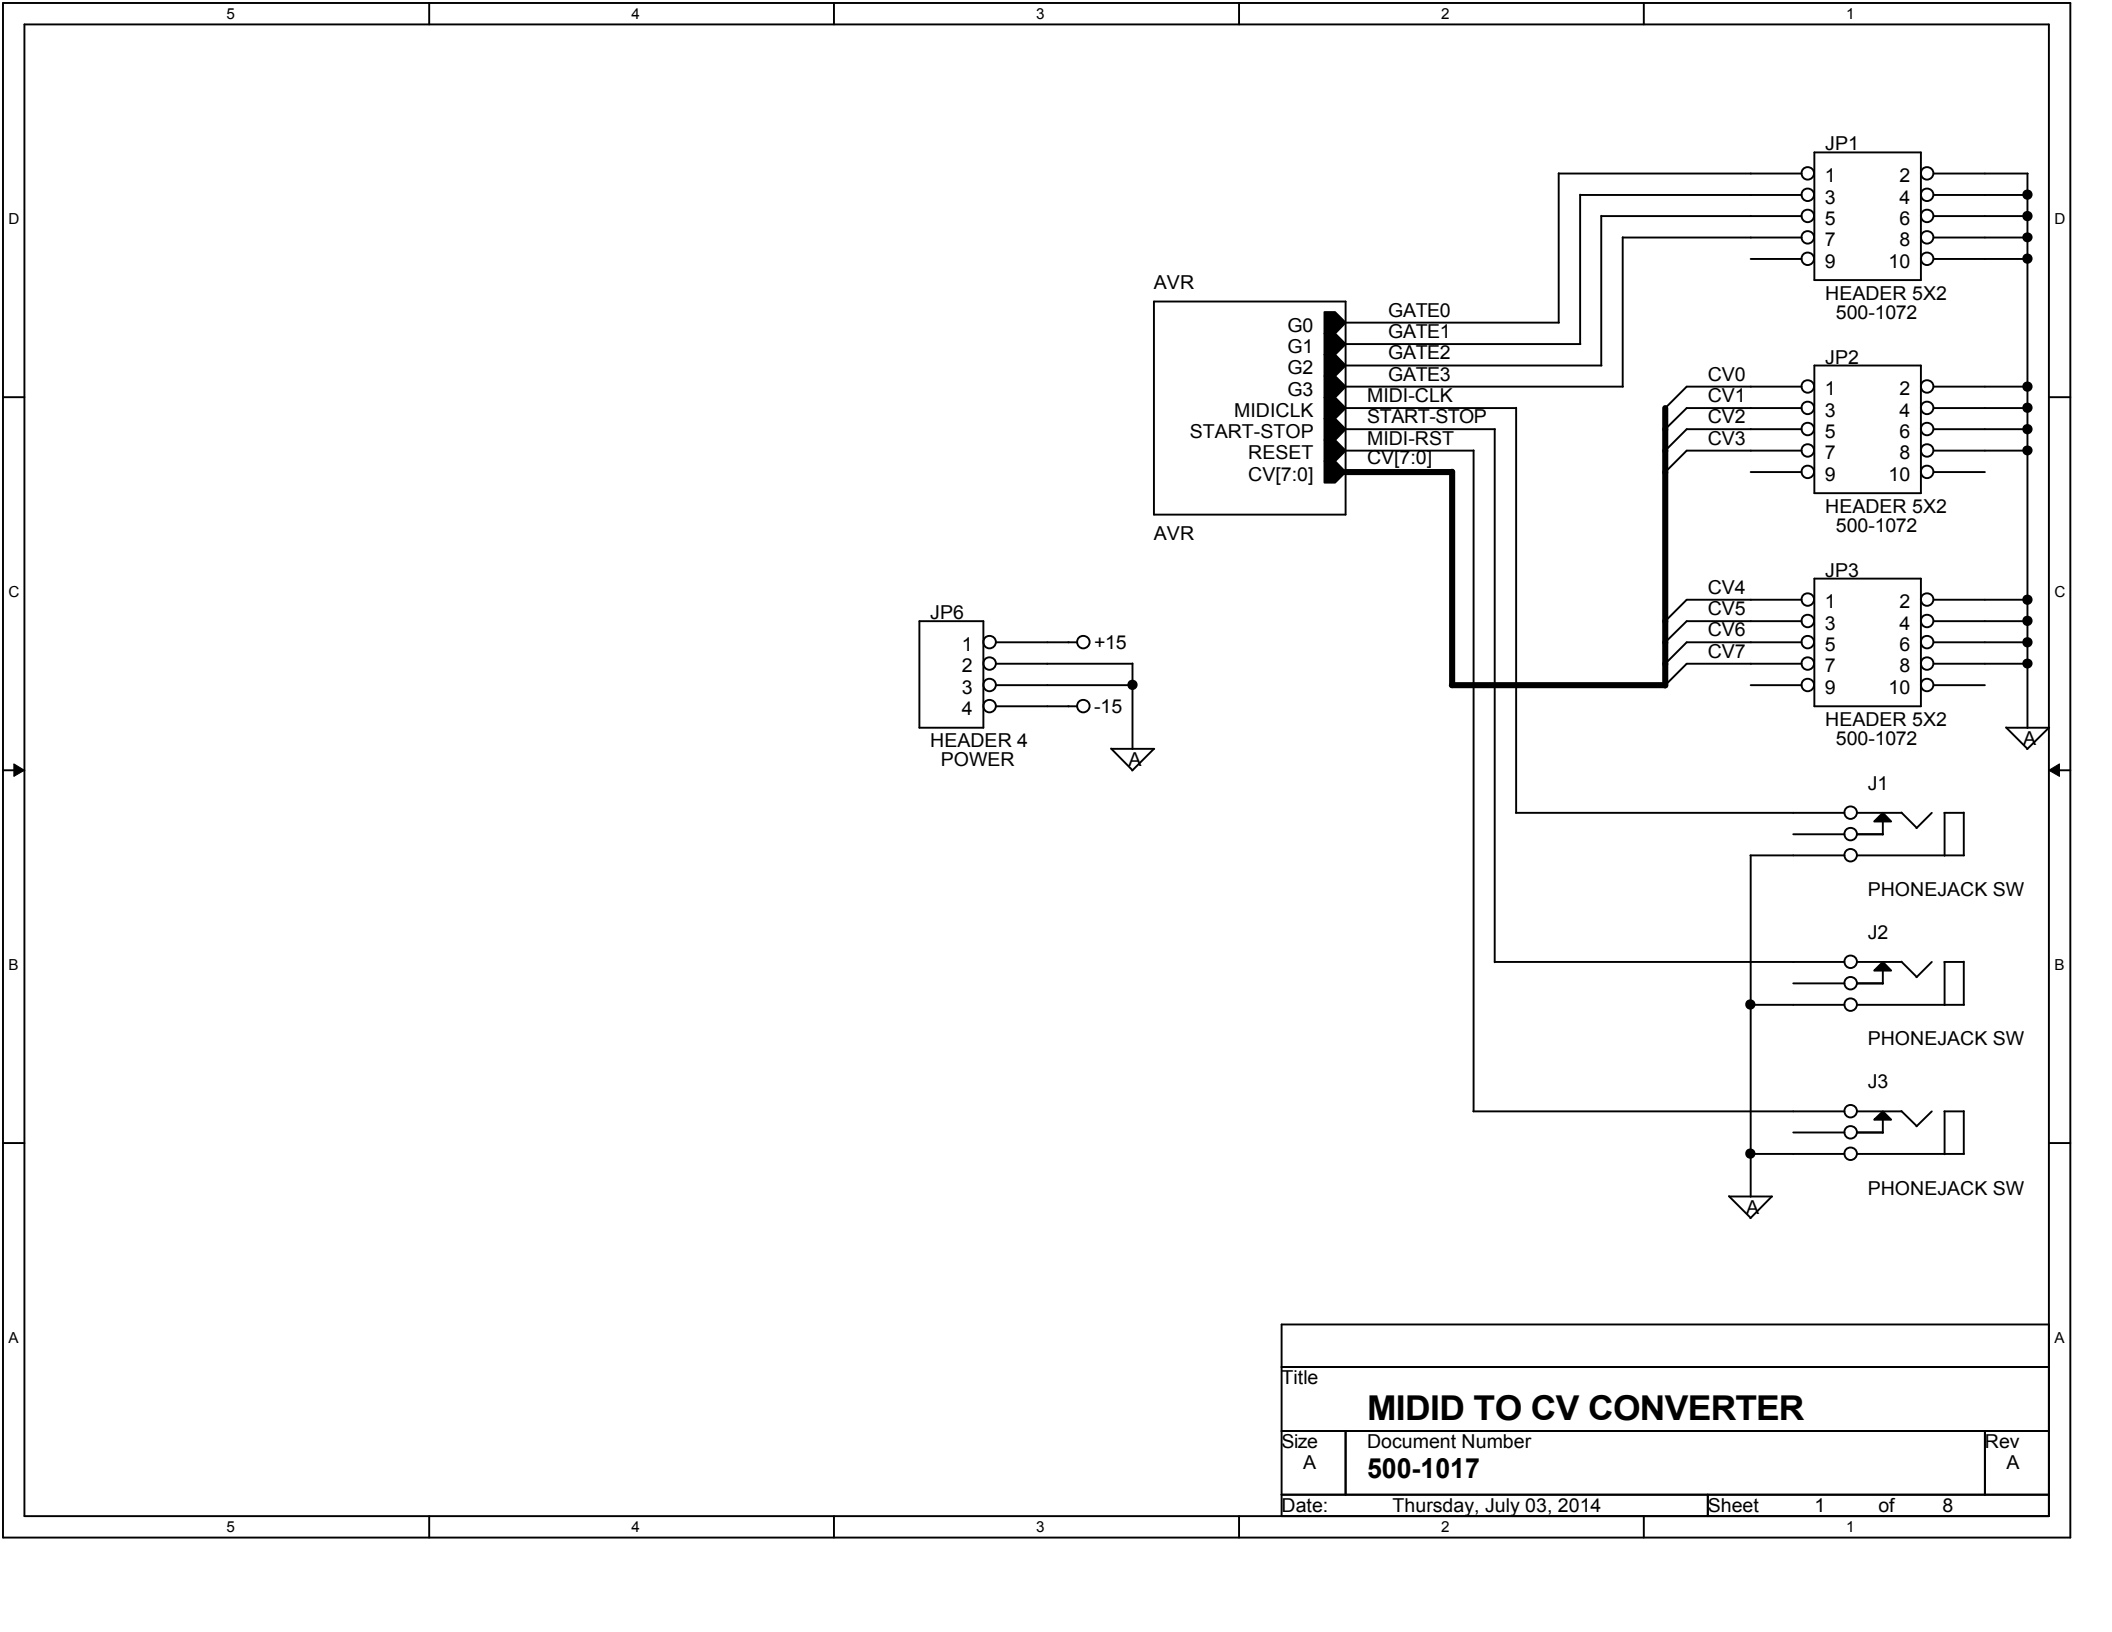 5 4 3 2 1
D D
C C
B B
A A
JP1
1 2
3 4
5 6
7 8
9 10
HEADER 5X2
500-1072
AVR
G0 GATE0
G1 GATE1
G2 GATE2
G3 GATE3
MIDICLK MIDI-CLK
START-STOP START-STOP
RESET MIDI-RST
CV[7:0] CV[7:0]
AVR
JP2
CV0 1 2
CV1 3 4
CV2 5 6
CV3 7 8
9 10
HEADER 5X2
500-1072
JP3
CV4 1 2
CV5 3 4
CV6 5 6
CV7 7 8
9 10
HEADER 5X2
500-1072
A
JP6
1 +15
2
3
4 -15
HEADER 4
POWER
A
J1
PHONEJACK SW
J2
PHONEJACK SW
J3
PHONEJACK SW
A
Title
MIDID TO CV CONVERTER
Size Document Number Rev
A 500-1017 A
Date: Thursday, July 03, 2014 Sheet 1 of 8
5 4 3 2 1